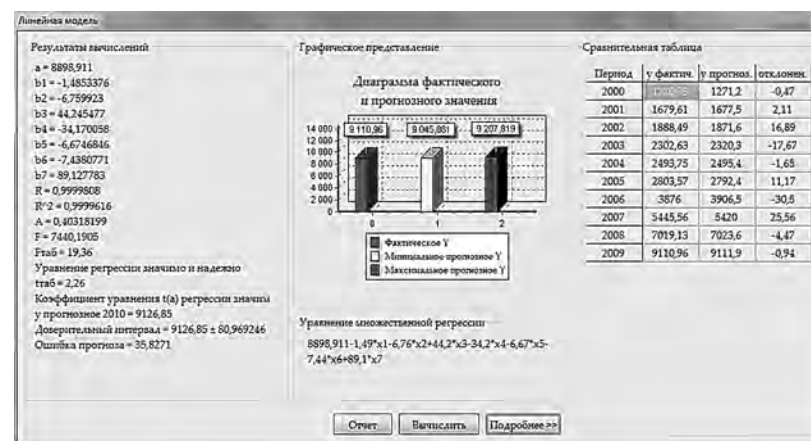 Линейная модель
Результаты вычислений
a = 8898,911
b1 = -1,4853376
b2 = -6,759923
b3 = 44,245477
b4 = -34,170058
b5 = -6,6746846
b6 = -7,4380771
b7 = 89,127783
R = 0,9999808
R^2 = 0,9999616
A = 0,40318199
F = 7440,1905
Fтаб = 19,36
Уравнение регрессии значимо и надежно
tтаб = 2,26
Коэффициент уравнения t(a) регрессии значим
у прогнозное 2010 = 9126,85
Доверительный интервал = 9126,85 ± 80,969246
Ошибка прогноза = 35,8271
Графическое представление
Диаграмма фактического
и прогнозного значения
9 110,96 9 045,881 9 207,819
14 000
12 000
10 000
8 000
6 000
4 000
2 000
0
0 1 2
Фактическое Y
Минимальное прогнозное Y
Максимальное прогнозное Y
Уравнение множественной регрессии
8898,911-1,49*x1-6,76*x2+44,2*x3-34,2*x4-6,67*x5-
7,44*x6+89,1*x7
Сравнительная таблица
Период у фактич. у прогноз. отклонен.
2000 1271,2 -0,47
2001 1679,61 1677,5 2,11
2002 1888,49 1871,6 16,89
2003 2302,63 2320,3 -17,67
2004 2493,75 2495,4 -1,65
2005 2803,57 2792,4 11,17
2006 3876 3906,5 -30,5
2007 5445,56 5420 25,56
2008 7019,13 7023,6 -4,47
2009 9110,96 9111,9 -0,94
Отчет Вычислить Подробнее >>